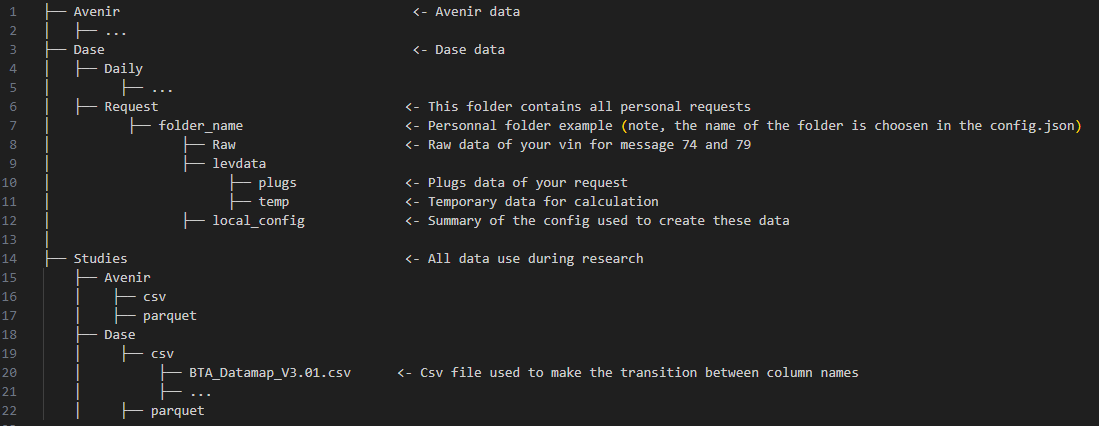 1 ├── Avenir <- Avenir data
2 │ ├── ...
3 ├── Dase <- Dase data
4 │ ├── Daily
5 │ ├── ...
6 │ ├── Request <- This folder contains all personal requests
7 │ ├── folder_name <- Personnal folder example (note, the name of the folder is choosen in the config.json)
8 │ ├── Raw <- Raw data of your vin for message 74 and 79
9 │ ├── levdata
10 │ ├── plugs <- Plugs data of your request
11 │ ├── temp <- Temporary data for calculation
12 │ ├── local_config <- Summary of the config used to create these data
13 │
14 ├── Studies <- All data use during research
15 ├── Avenir
16 │ ├── csv
17 │ ├── parquet
18 ├── Dase
19 │ ├── csv
20 │ ├── BTA_Datamap_V3.01.csv <- Csv file used to make the transition between column names
21 │ ├── ...
22 │ ├── parquet